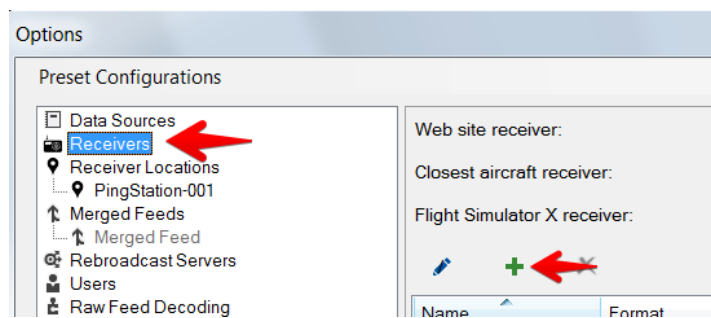 Options
Preset Configurations
Data Sources
Receivers
Receiver Locations
PingStation-001
Merged Feeds
Merged Feed
Rebroadcast Servers
Users
Raw Feed Decoding
Web site receiver:
Closest aircraft receiver:
Flight Simulator X receiver:
Name
Format